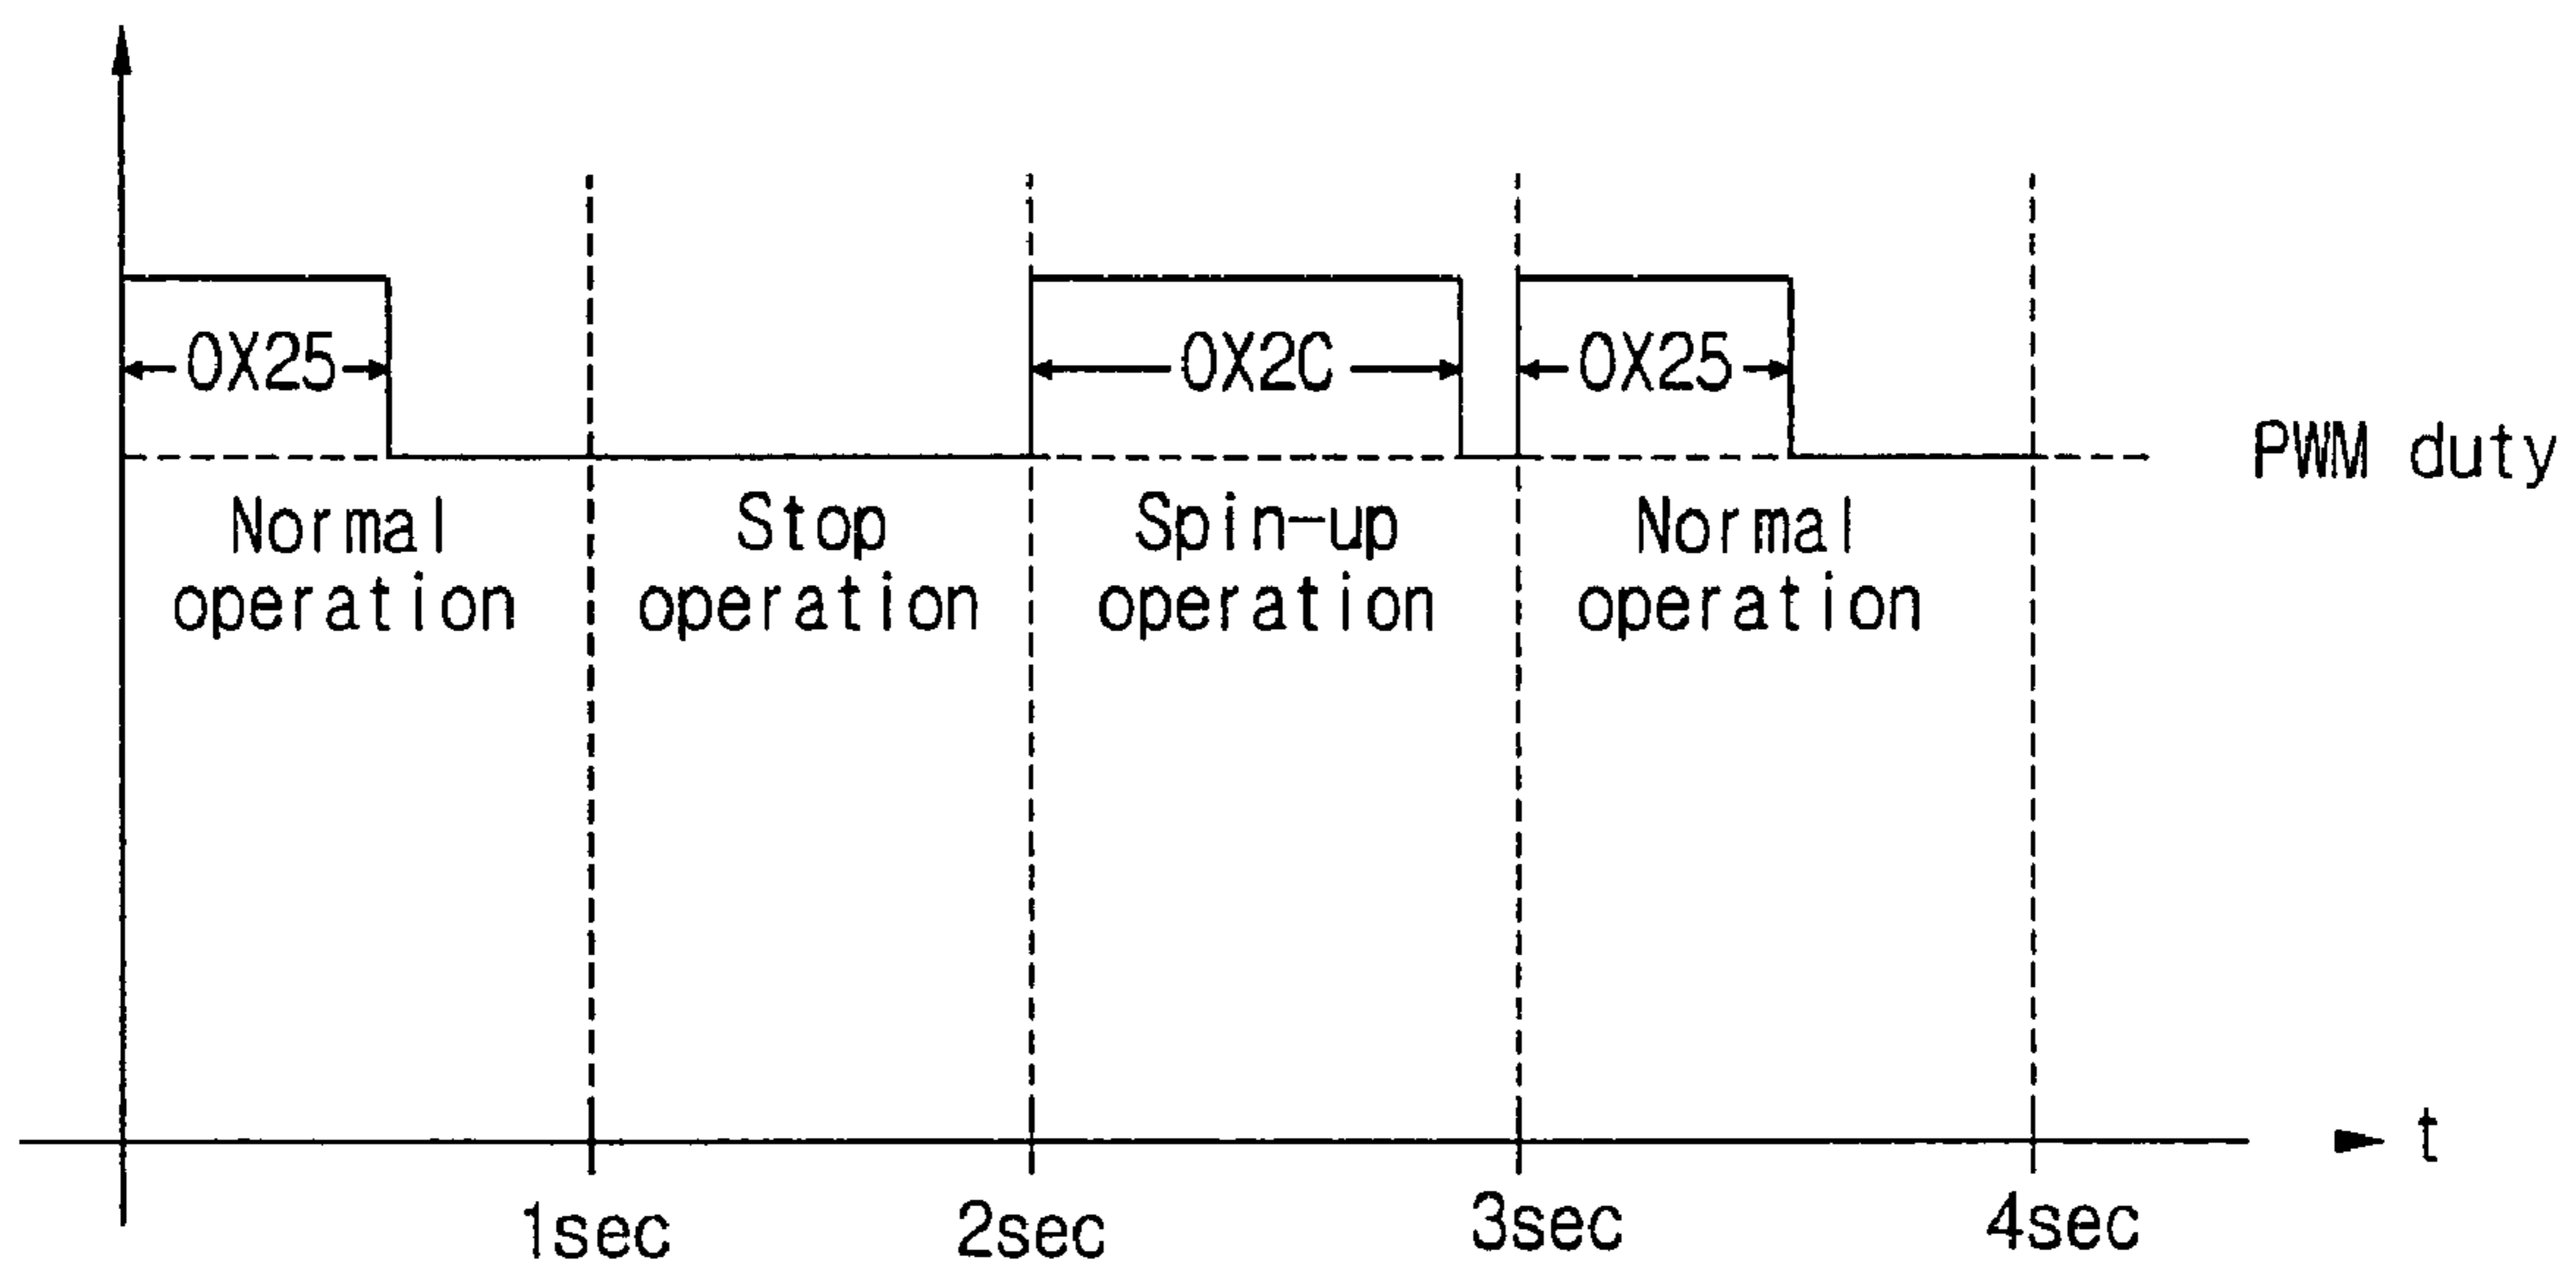 0X25
0X2C
0X25
PWM duty
Normal
operation
Stop
operation
Spin-up
operation
Normal
operation
t
1sec
2sec
3sec
4sec